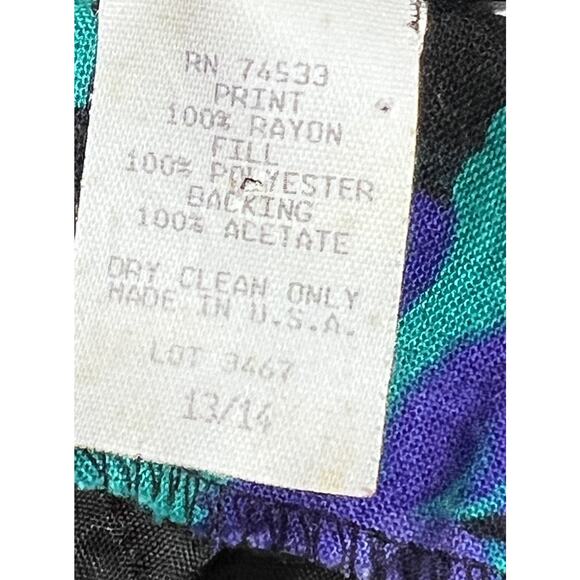 RN 74533
PRINT
100% RAYON
FILL
100% POLYESTER
BACKING
100% ACETATE
DRY CLEAN ONLY
MADE IN U.S.A.
LOT 3467
13/14